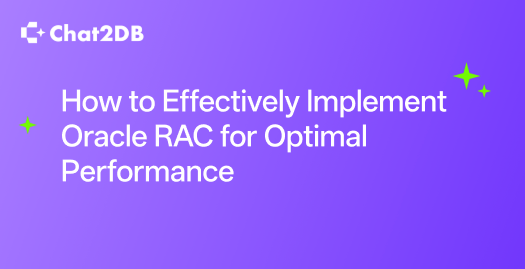 Chat2DB
How to Effectively Implement
Oracle RAC for Optimal
Performance